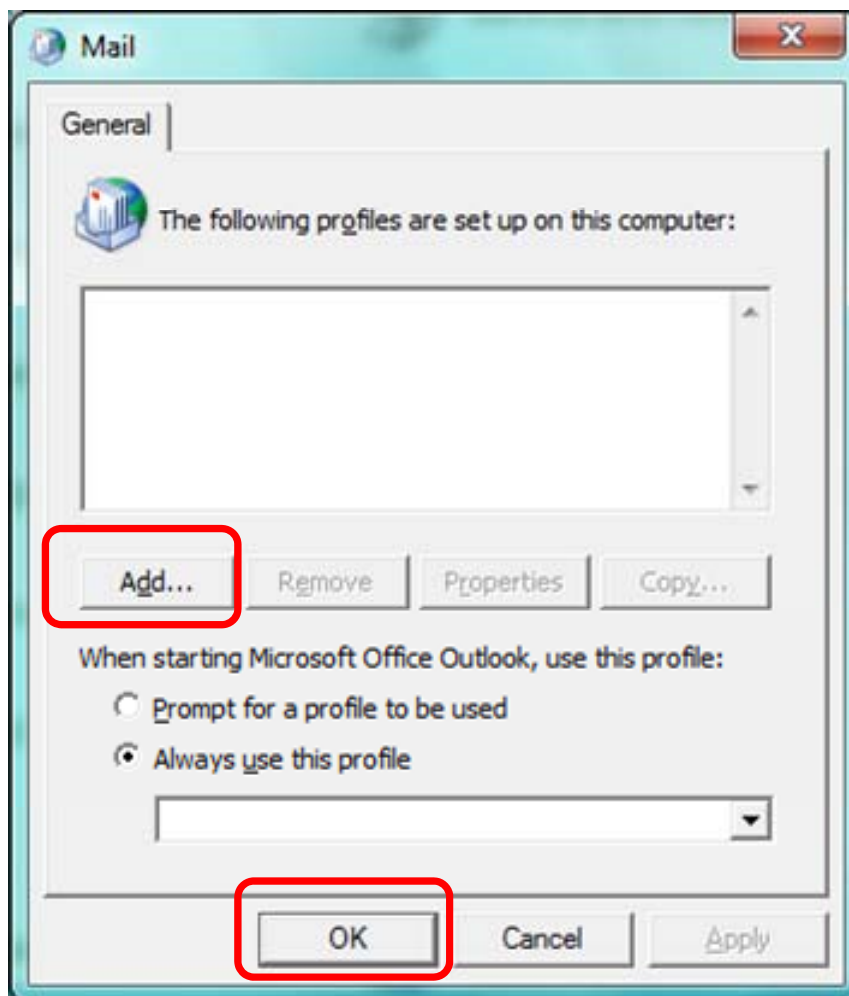 Mail
General
The following profiles are set up on this computer:
Add...
Remove
Properties
Copy...
When starting Microsoft Office Outlook, use this profile:
Prompt for a profile to be used
Always use this profile
OK
Cancel
Apply